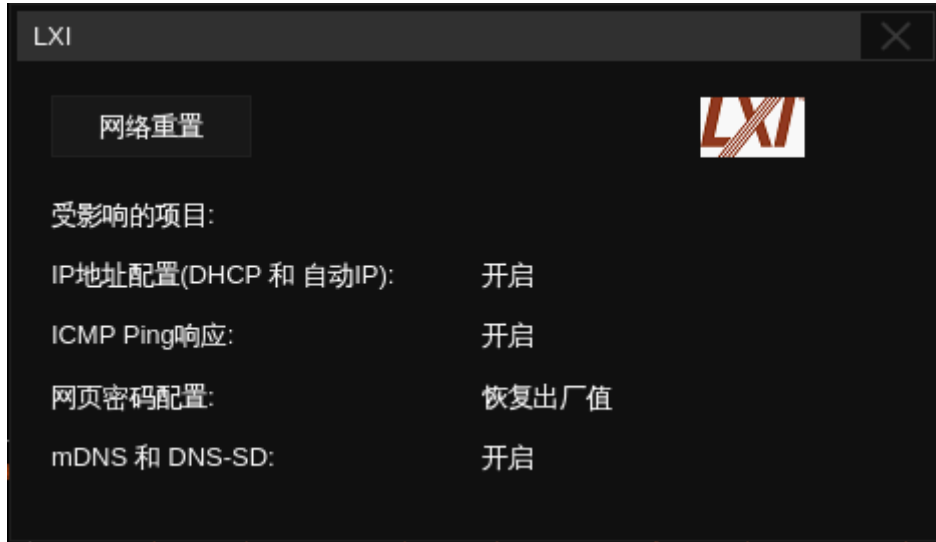 LXI
网络重置
LXI
受影响的项目:
IP地址配置(DHCP 和 自动IP): 开启
ICMP Ping响应: 开启
网页密码配置: 恢复出厂值
mDNS 和 DNS-SD: 开启